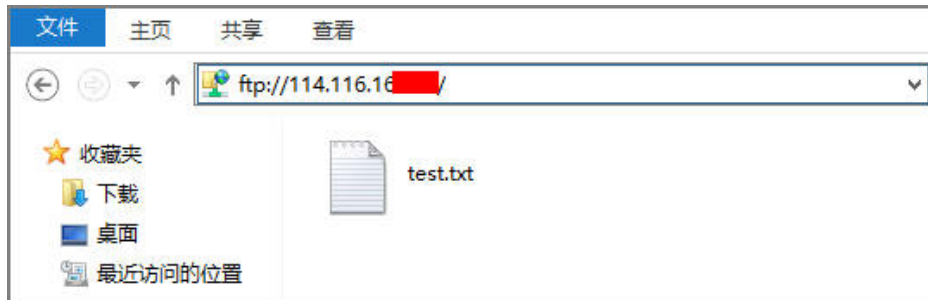 文件 主页 共享 查看
ftp://114.116.16 /
收藏夹
test.txt
下载
桌面
最近访问的位置